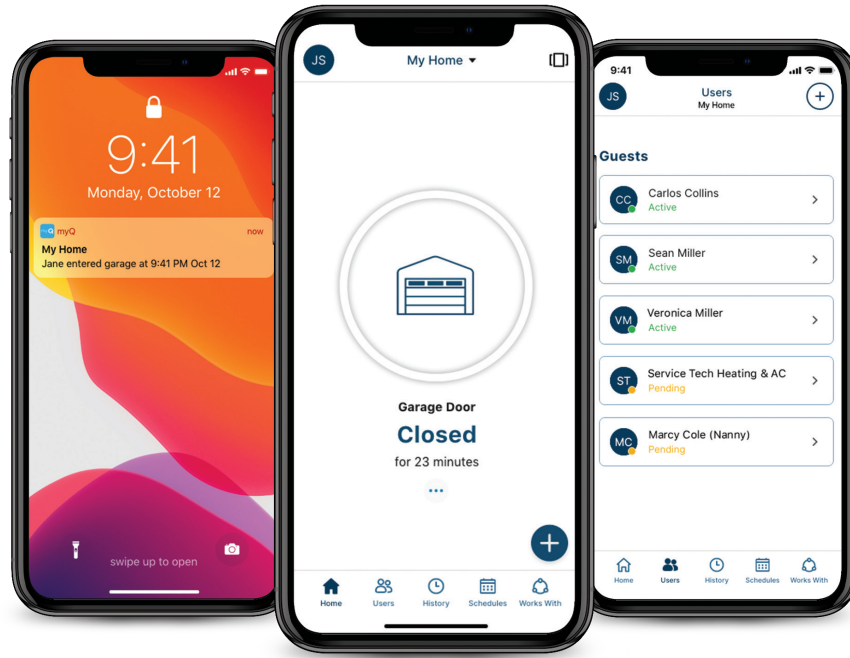 9:41
Monday, October 12
myQ
myQ
now
My Home
Jane entered garage at 9:41 PM Oct 12
swipe up to open
JS
My Home
Garage Door
Closed
for 23 minutes
Home
Users
History
Schedules
Works With
9:41
JS
Users
My Home
Guests
CC
Carlos Collins
Active
SM
Sean Miller
Active
VM
Veronica Miller
Active
ST
Service Tech Heating & AC
Pending
MC
Marcy Cole (Nanny)
Pending
Home
Users
History
Schedules
Works With